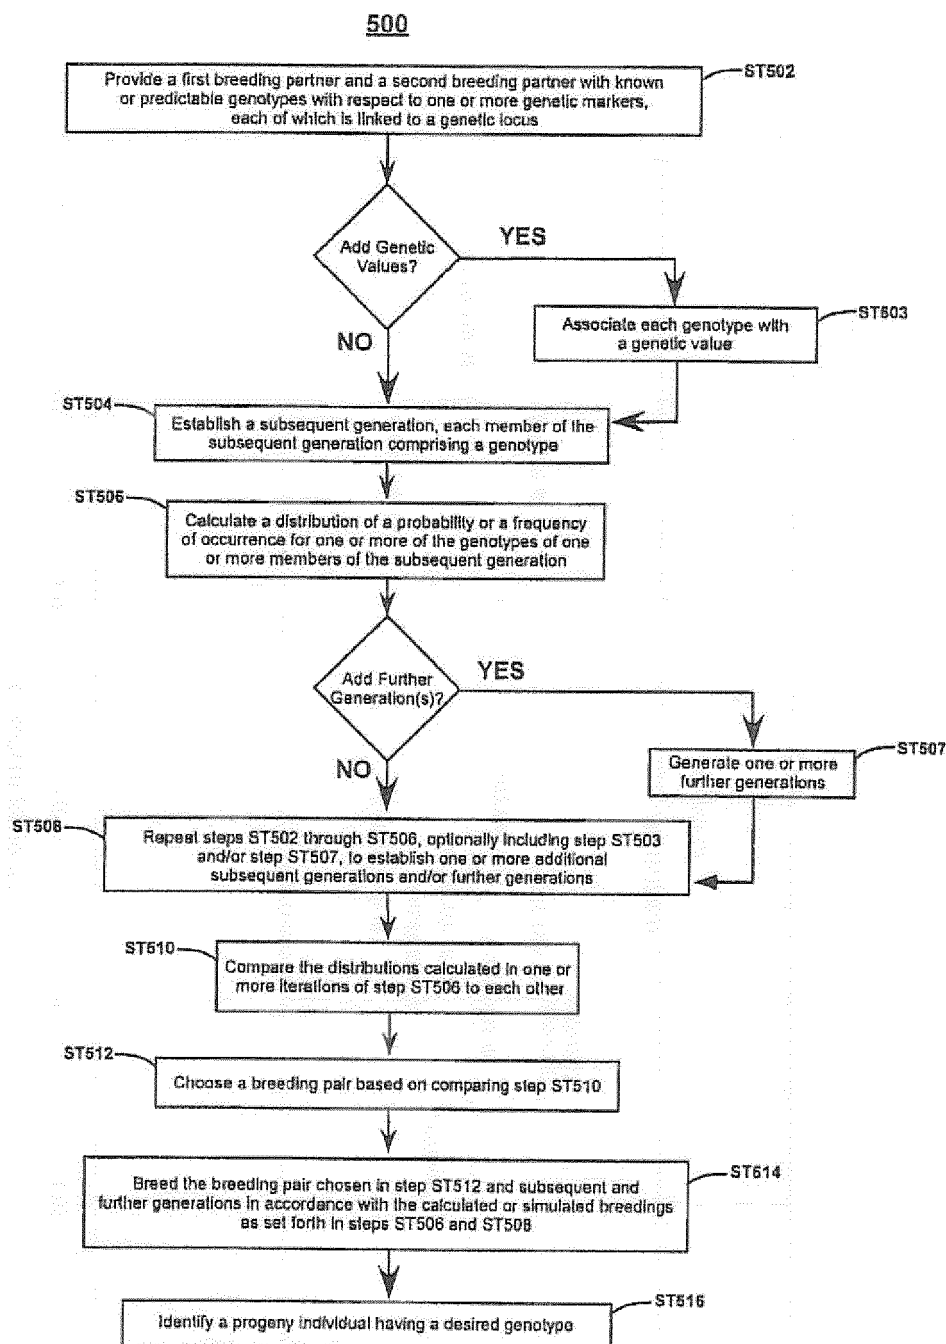 500
ST502
Provide a first breeding partner and a second breeding partner with known
or predictable genotypes with respect to one or more genetic markers,
each of which is linked to a genetic locus
Add Genetic
Values?
YES
ST503
Associate each genotype with
a genetic value
NO
ST504
Establish a subsequent generation, each member of the
subsequent generation comprising a genotype
ST506
Calculate a distribution of a probability or a frequency
of occurrence for one or more of the genotypes of one
or more members of the subsequent generation
Add Further
Generation(s)?
YES
ST507
Generate one or more
further generations
NO
ST508
Repeat steps ST502 through ST506, optionally including step ST503
and/or step ST507, to establish one or more additional
subsequent generations and/or further generations
ST510
Compare the distributions calculated in one or
more iterations of step ST506 to each other
ST512
Choose a breeding pair based on comparing step ST510
ST514
Breed the breeding pair chosen in step ST512 and subsequent and
further generations in accordance with the calculated or simulated breedings
as set forth in steps ST506 and ST508
ST516
Identify a progeny individual having a desired genotype